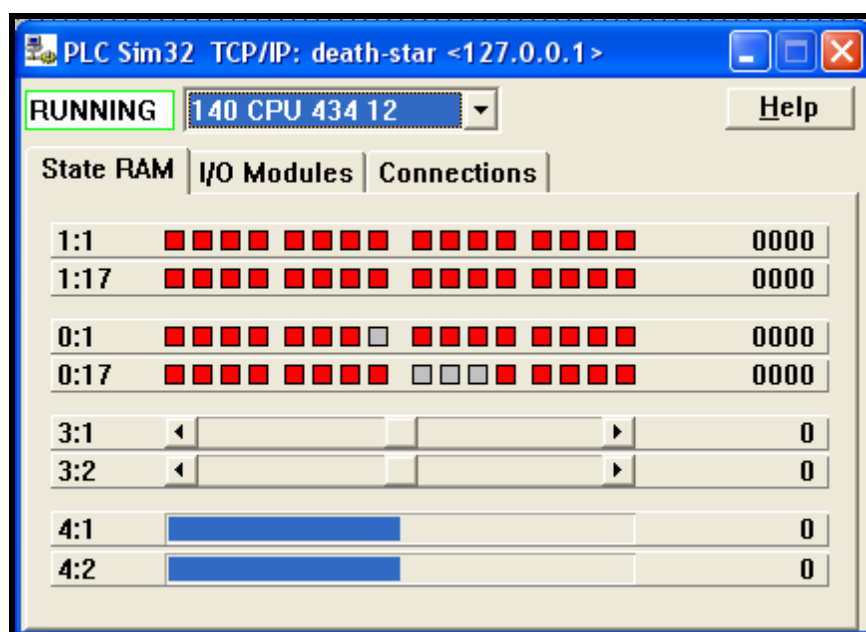 PLC Sim32 TCP/IP: death-star <127.0.0.1>
RUNNING 140 CPU 434 12 Help
State RAM I/O Modules Connections
1:1 0000
1:17 0000
0:1 0000
0:17 0000
3:1 0
3:2 0
4:1 0
4:2 0